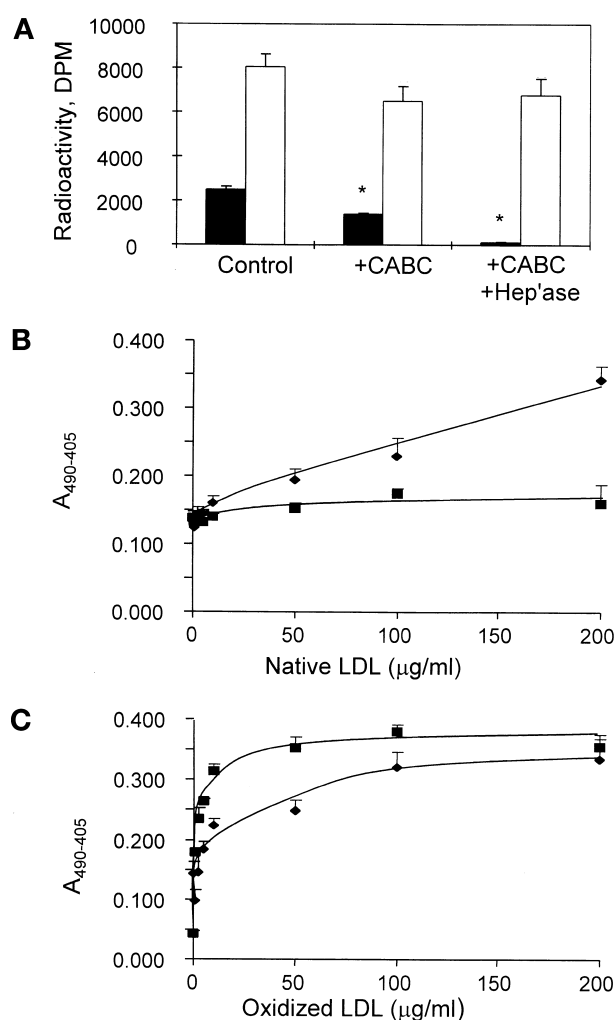 A
Radioactivity, DPM
10000
8000
6000
4000
2000
0
*
*
Control
+CABC
+CABC
+Hep'ase
B
A490-405
0.400
0.300
0.200
0.100
0.000
0
50
100
150
200
Native LDL (μg/ml)
C
A490-405
0.400
0.300
0.200
0.100
0.000
0
50
100
150
200
Oxidized LDL (μg/ml)